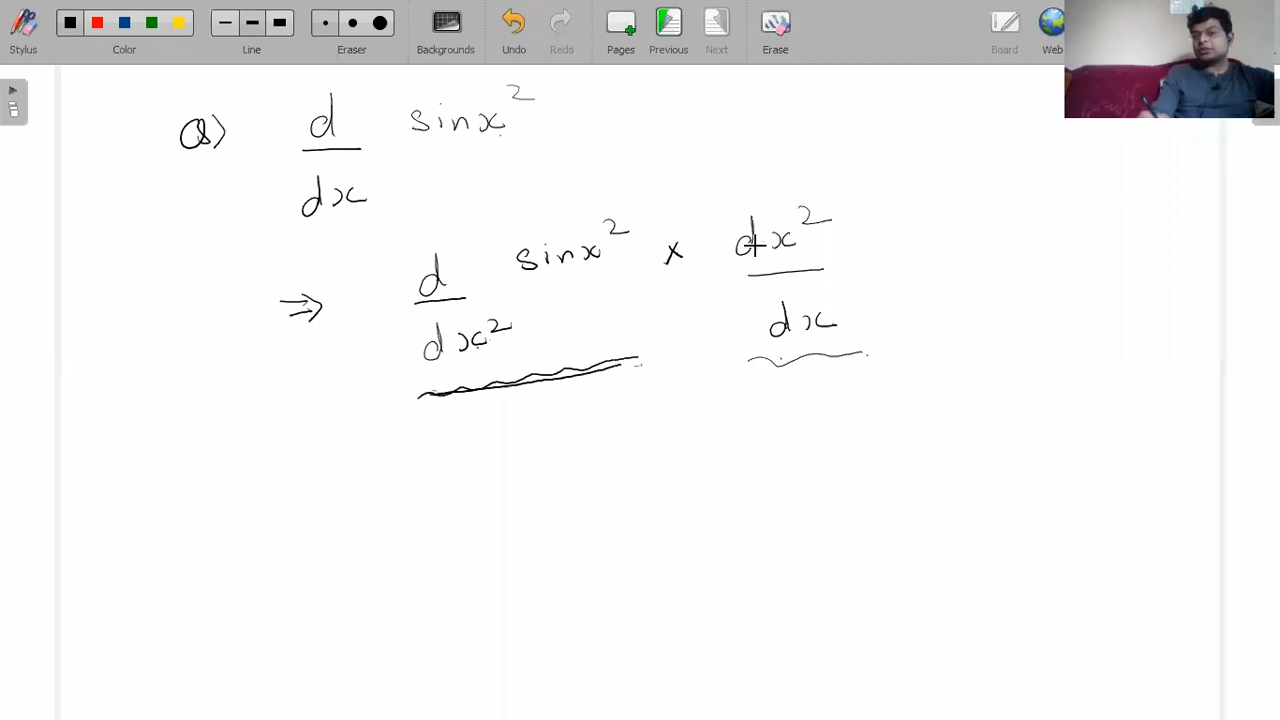 Stylus Color Line Eraser Backgrounds Undo Redo Pages Previous Next Erase Board Web
Q) d/dx sinx²
⇒ d/dx² sinx² × dx²/dx